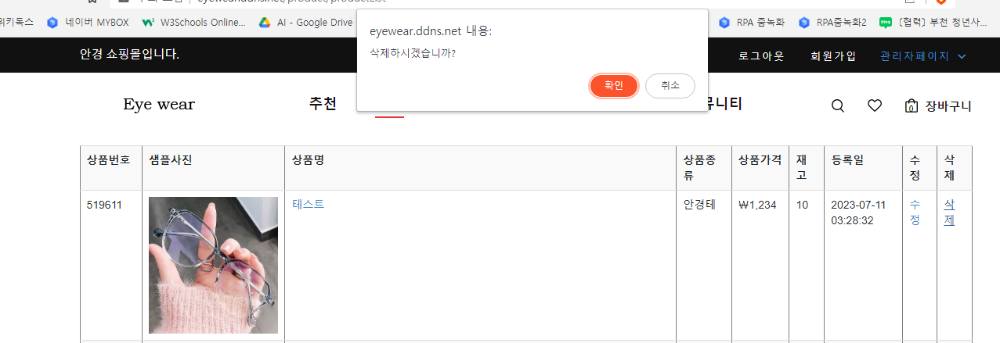 위키독스
네이버 MYBOX
W3Schools Online...
AI - Google Drive
RPA 줌녹화
RPA줌녹화2
blog
(협력) 부천 청년사...
eyewear.ddns.net 내용:
삭제하시겠습니까?
확인
취소
안경 쇼핑몰입니다.
로그아웃
회원가입
관리자페이지
Eye wear
추천
뮤니티
0
장바구니
상품번호
샘플사진
상품명
상품종
류
상품가격
재
고
등록일
수
정
삭
제
519611
테스트
안경테
₩1,234
10
2023-07-11
03:28:32
수
정
삭
제